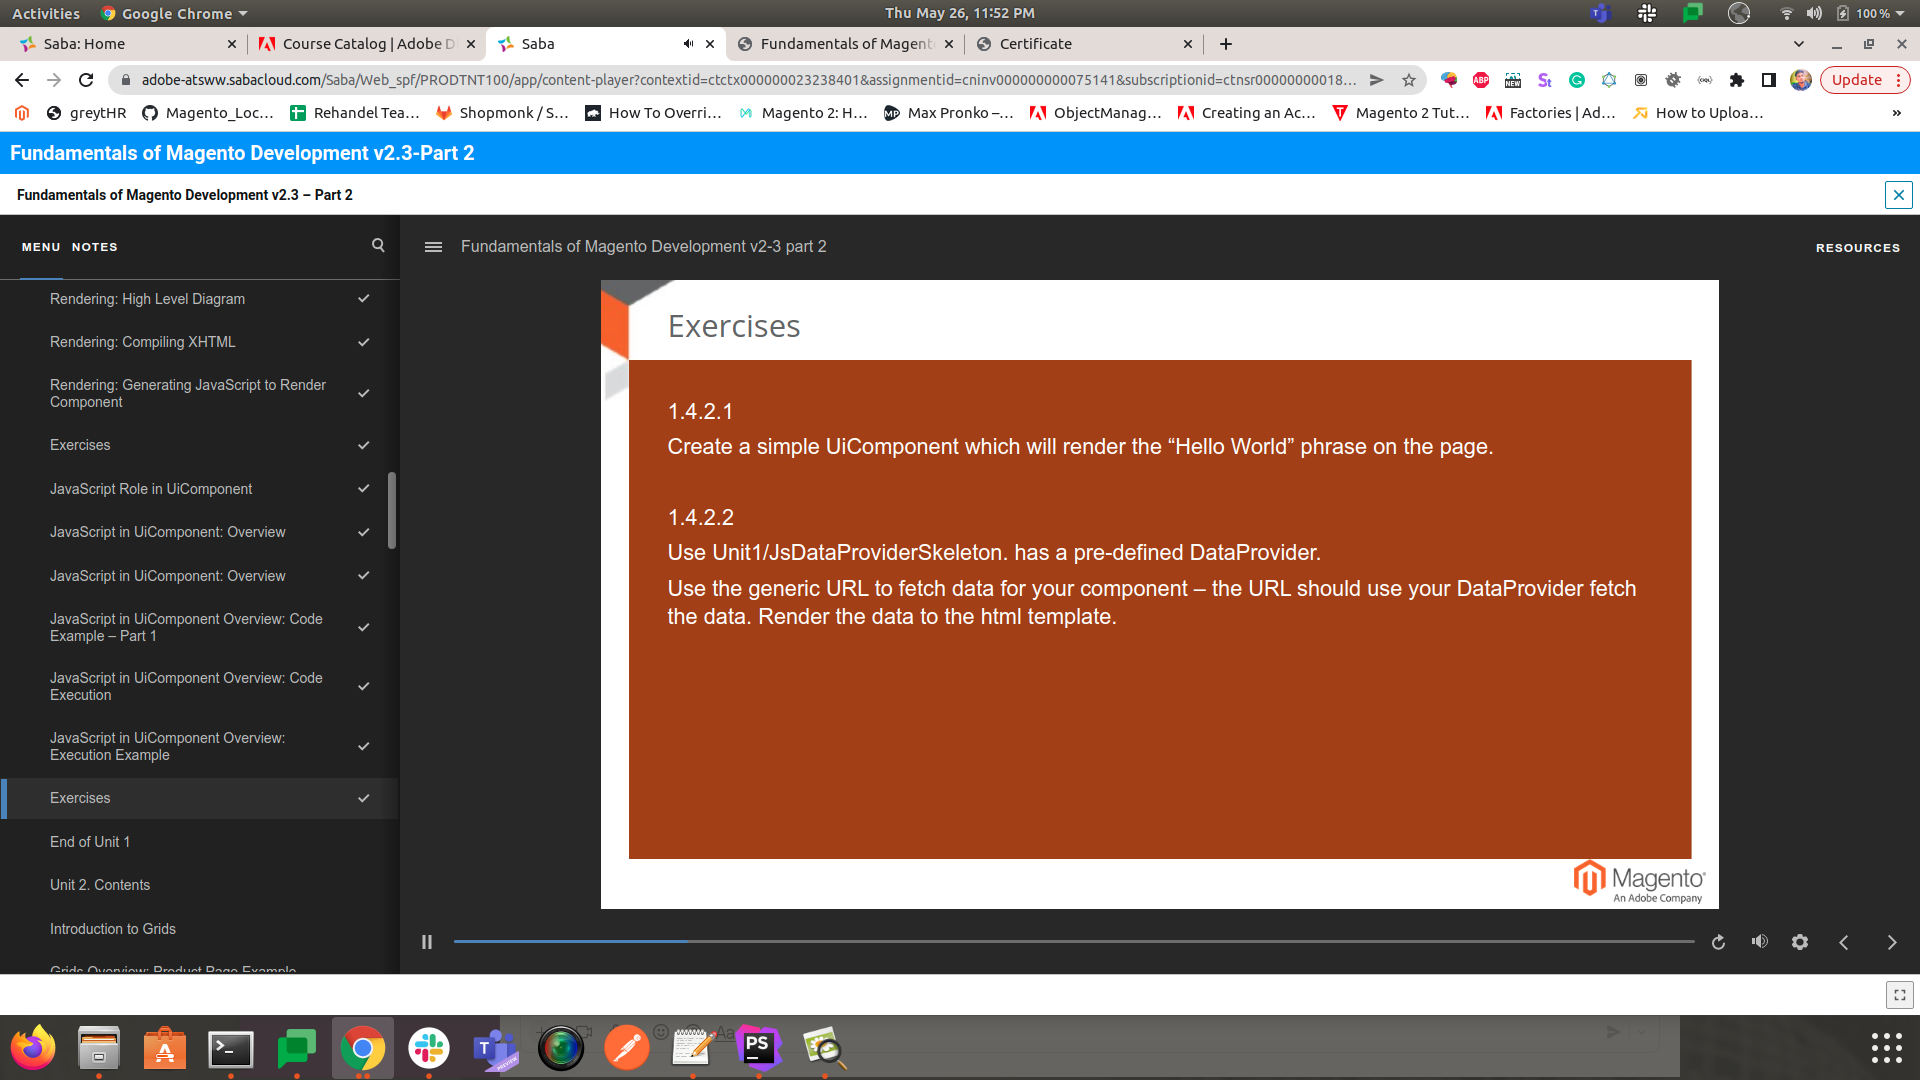 Activities Google Chrome Thu May 26, 11:52 PM 100 %
Saba: Home Course Catalog | Adobe D Saba Fundamentals of Magent Certificate
adobe-atsww.sabacloud.com/Saba/Web_spf/PRODTNT100/app/content-player?contextid=ctctx000000023238401&assignmentid=cninv000000000075141&subscriptionid=ctnsr00000000018... ABP NEW St Update
greytHR Magento_Loc... Rehandel Tea... Shopmonk / S... How To Overri... Magento 2: H... Max Pronko –... ObjectManag... Creating an Ac... Magento 2 Tut... Factories | Ad... How to Uploa... »
Fundamentals of Magento Development v2.3-Part 2
Fundamentals of Magento Development v2.3 – Part 2
MENU NOTES
Fundamentals of Magento Development v2-3 part 2
RESOURCES
Rendering: High Level Diagram
Rendering: Compiling XHTML
Rendering: Generating JavaScript to Render
Component
Exercises
JavaScript Role in UiComponent
JavaScript in UiComponent: Overview
JavaScript in UiComponent: Overview
JavaScript in UiComponent Overview: Code
Example – Part 1
JavaScript in UiComponent Overview: Code
Execution
JavaScript in UiComponent Overview:
Execution Example
Exercises
End of Unit 1
Unit 2. Contents
Introduction to Grids
Grids Overview: Product Page Example
Exercises
1.4.2.1
Create a simple UiComponent which will render the “Hello World” phrase on the page.
1.4.2.2
Use Unit1/JsDataProviderSkeleton. has a pre-defined DataProvider.
Use the generic URL to fetch data for your component – the URL should use your DataProvider fetch
the data. Render the data to the html template.
Magento
An Adobe Company
Aa
PS